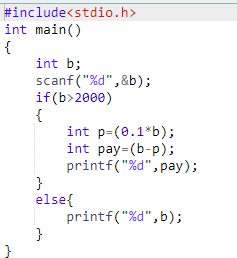 #include<stdio.h>
int main()
{
    int b;
    scanf("%d",&b);
    if(b>2000)
    {
        int p=(0.1*b);
        int pay=(b-p);
        printf("%d",pay);
    }
    else{
        printf("%d",b);
    }
}